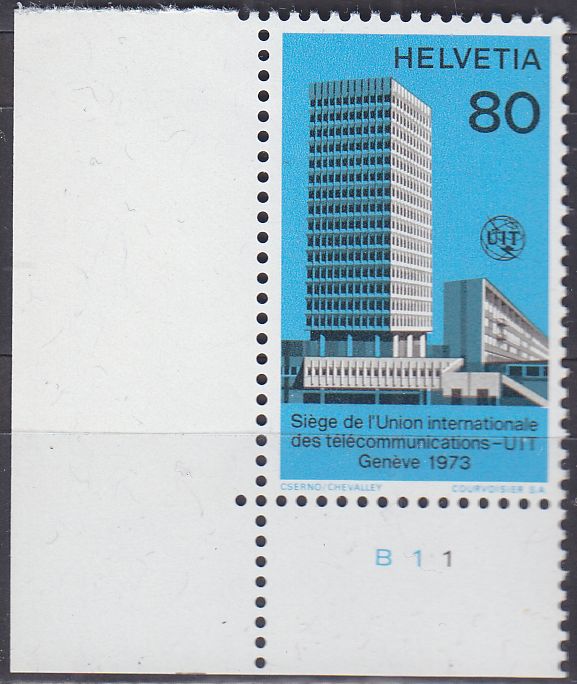 HELVETIA
80
UIT
Siège de l'Union internationale
des télécommunications-UIT
Genève 1973
CSERNO/CHEVALLEY COURVOISIER S.A.
B 1 1